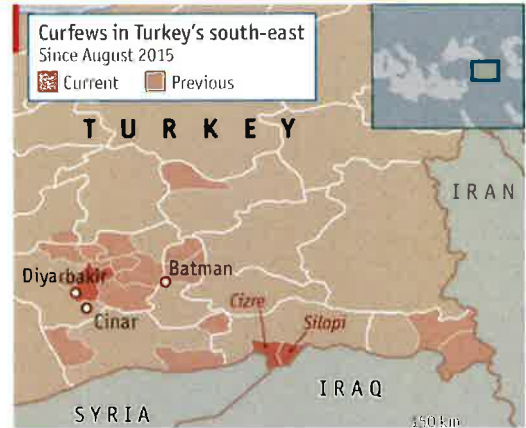 Curfews in Turkey's south-east
Since August 2015
Current Previous
TURKEY
IRAN
Diyarbakir
Batman
Cinar
Cizre
Silopi
IRAQ
SYRIA
150 km